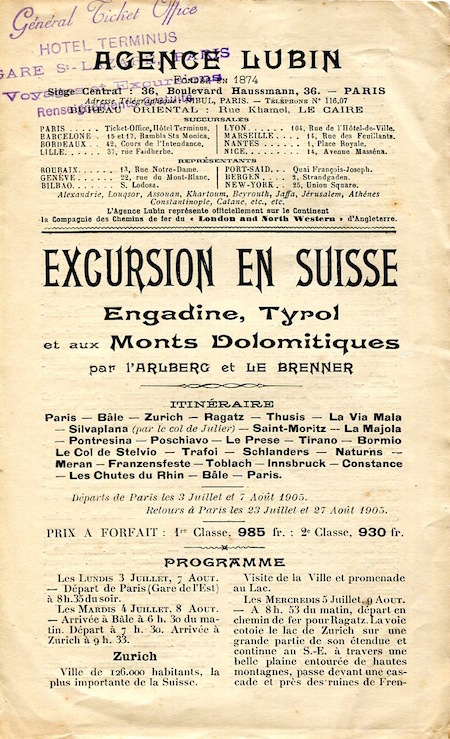 Général Ticket Office
HOTEL TERMINUS
GARE St-LAZARE PARIS
Voyages et Excursions
Renseignements
AGENCE LUBIN
FONDÉE EN 1874
Siège Central : 36, Boulevard Haussmann, 36. — PARIS
Adresse Télégraphique : NIBUL, PARIS. — TÉLÉPHONE N° 116,07
BUREAU ORIENTAL : Rue Khamel, LE CAIRE
SUCCURSALES
PARIS ..... Ticket-Office, Hôtel Terminus.
BARCELONE . 15 et 17, Rambla Sta Monica.
BORDEAUX .. 42, Cours de l'Intendance.
LILLE..... 37, rue Faidherbe.
LYON....... 104, Rue de l'Hôtel-de-Ville.
MARSEILLE.... 14, Rue des Feuillants.
NANTES ..... 1, Place Royale.
NICE....... 14, Avenue Masséna.
REPRÉSENTANTS
ROUBAIX...... 13, Rue Notre-Dame.
GENÈVE...... 22, rue du Mont-Blanc.
BILBAO...... S. Lodosa.
PORT-SAID... Quai François-Joseph.
BERGEN..... 2, Strandgaden.
NEW-YORK... 25, Union Square.
Alexandrie, Louqsor, Assouan, Khartoum, Beyrouth, Jaffa, Jérusalem, Athènes
Constantinople, Catane, etc., etc.
L'Agence Lubin représente officiellement sur le Continent
la Compagnie des Chemins de fer du « London and North Western » d'Angleterre.
EXCURSION EN SUISSE
Engadine, Tyrol
et aux Monts Dolomitiques
par l'ARLBERG et LE BRENNER
ITINÉRAIRE
Paris — Bâle — Zurich — Ragatz — Thusis — La Via Mala
— Silvaplana (par le col de Julier) — Saint-Moritz — La Majola
— Pontresina — Poschiavo — Le Prese — Tirano — Bormio
Le Col de Stelvio — Trafoi — Schlanders — Naturns —
Meran — Franzensfeste — Toblach — Innsbruck — Constance
— Les Chutes du Rhin — Bâle — Paris.
Départs de Paris les 3 Juillet et 7 Août 1905.
Retours à Paris les 23 Juillet et 27 Août 1905.
PRIX A FORFAIT : 1re Classe, 985 fr. ; 2e Classe, 930 fr.
PROGRAMME
Les Lundis 3 Juillet, 7 Aout.
— Départ de Paris (Gare de l'Est)
à 8h.35 du soir.
Les Mardis 4 Juillet, 8 Aout.
— Arrivée à Bâle à 6 h. 30 du ma-
tin. Départ à 7 h. 30. Arrivée à
Zurich à 9 h. 33.
Zurich
Ville de 126.000 habitants, la
plus importante de la Suisse.
Visite de la Ville et promenade
au Lac.
Les Mercredis 5 Juillet, 9 Aout.
— A 8 h. 53 du matin, départ en
chemin de fer pour Ragatz. La voie
cotoie le lac de Zurich sur une
grande partie de son étendue et
continue au S.-E. à travers une
belle plaine entourée de hautes
montagnes, passe devant une cas-
cade et près des ruines de Fren-